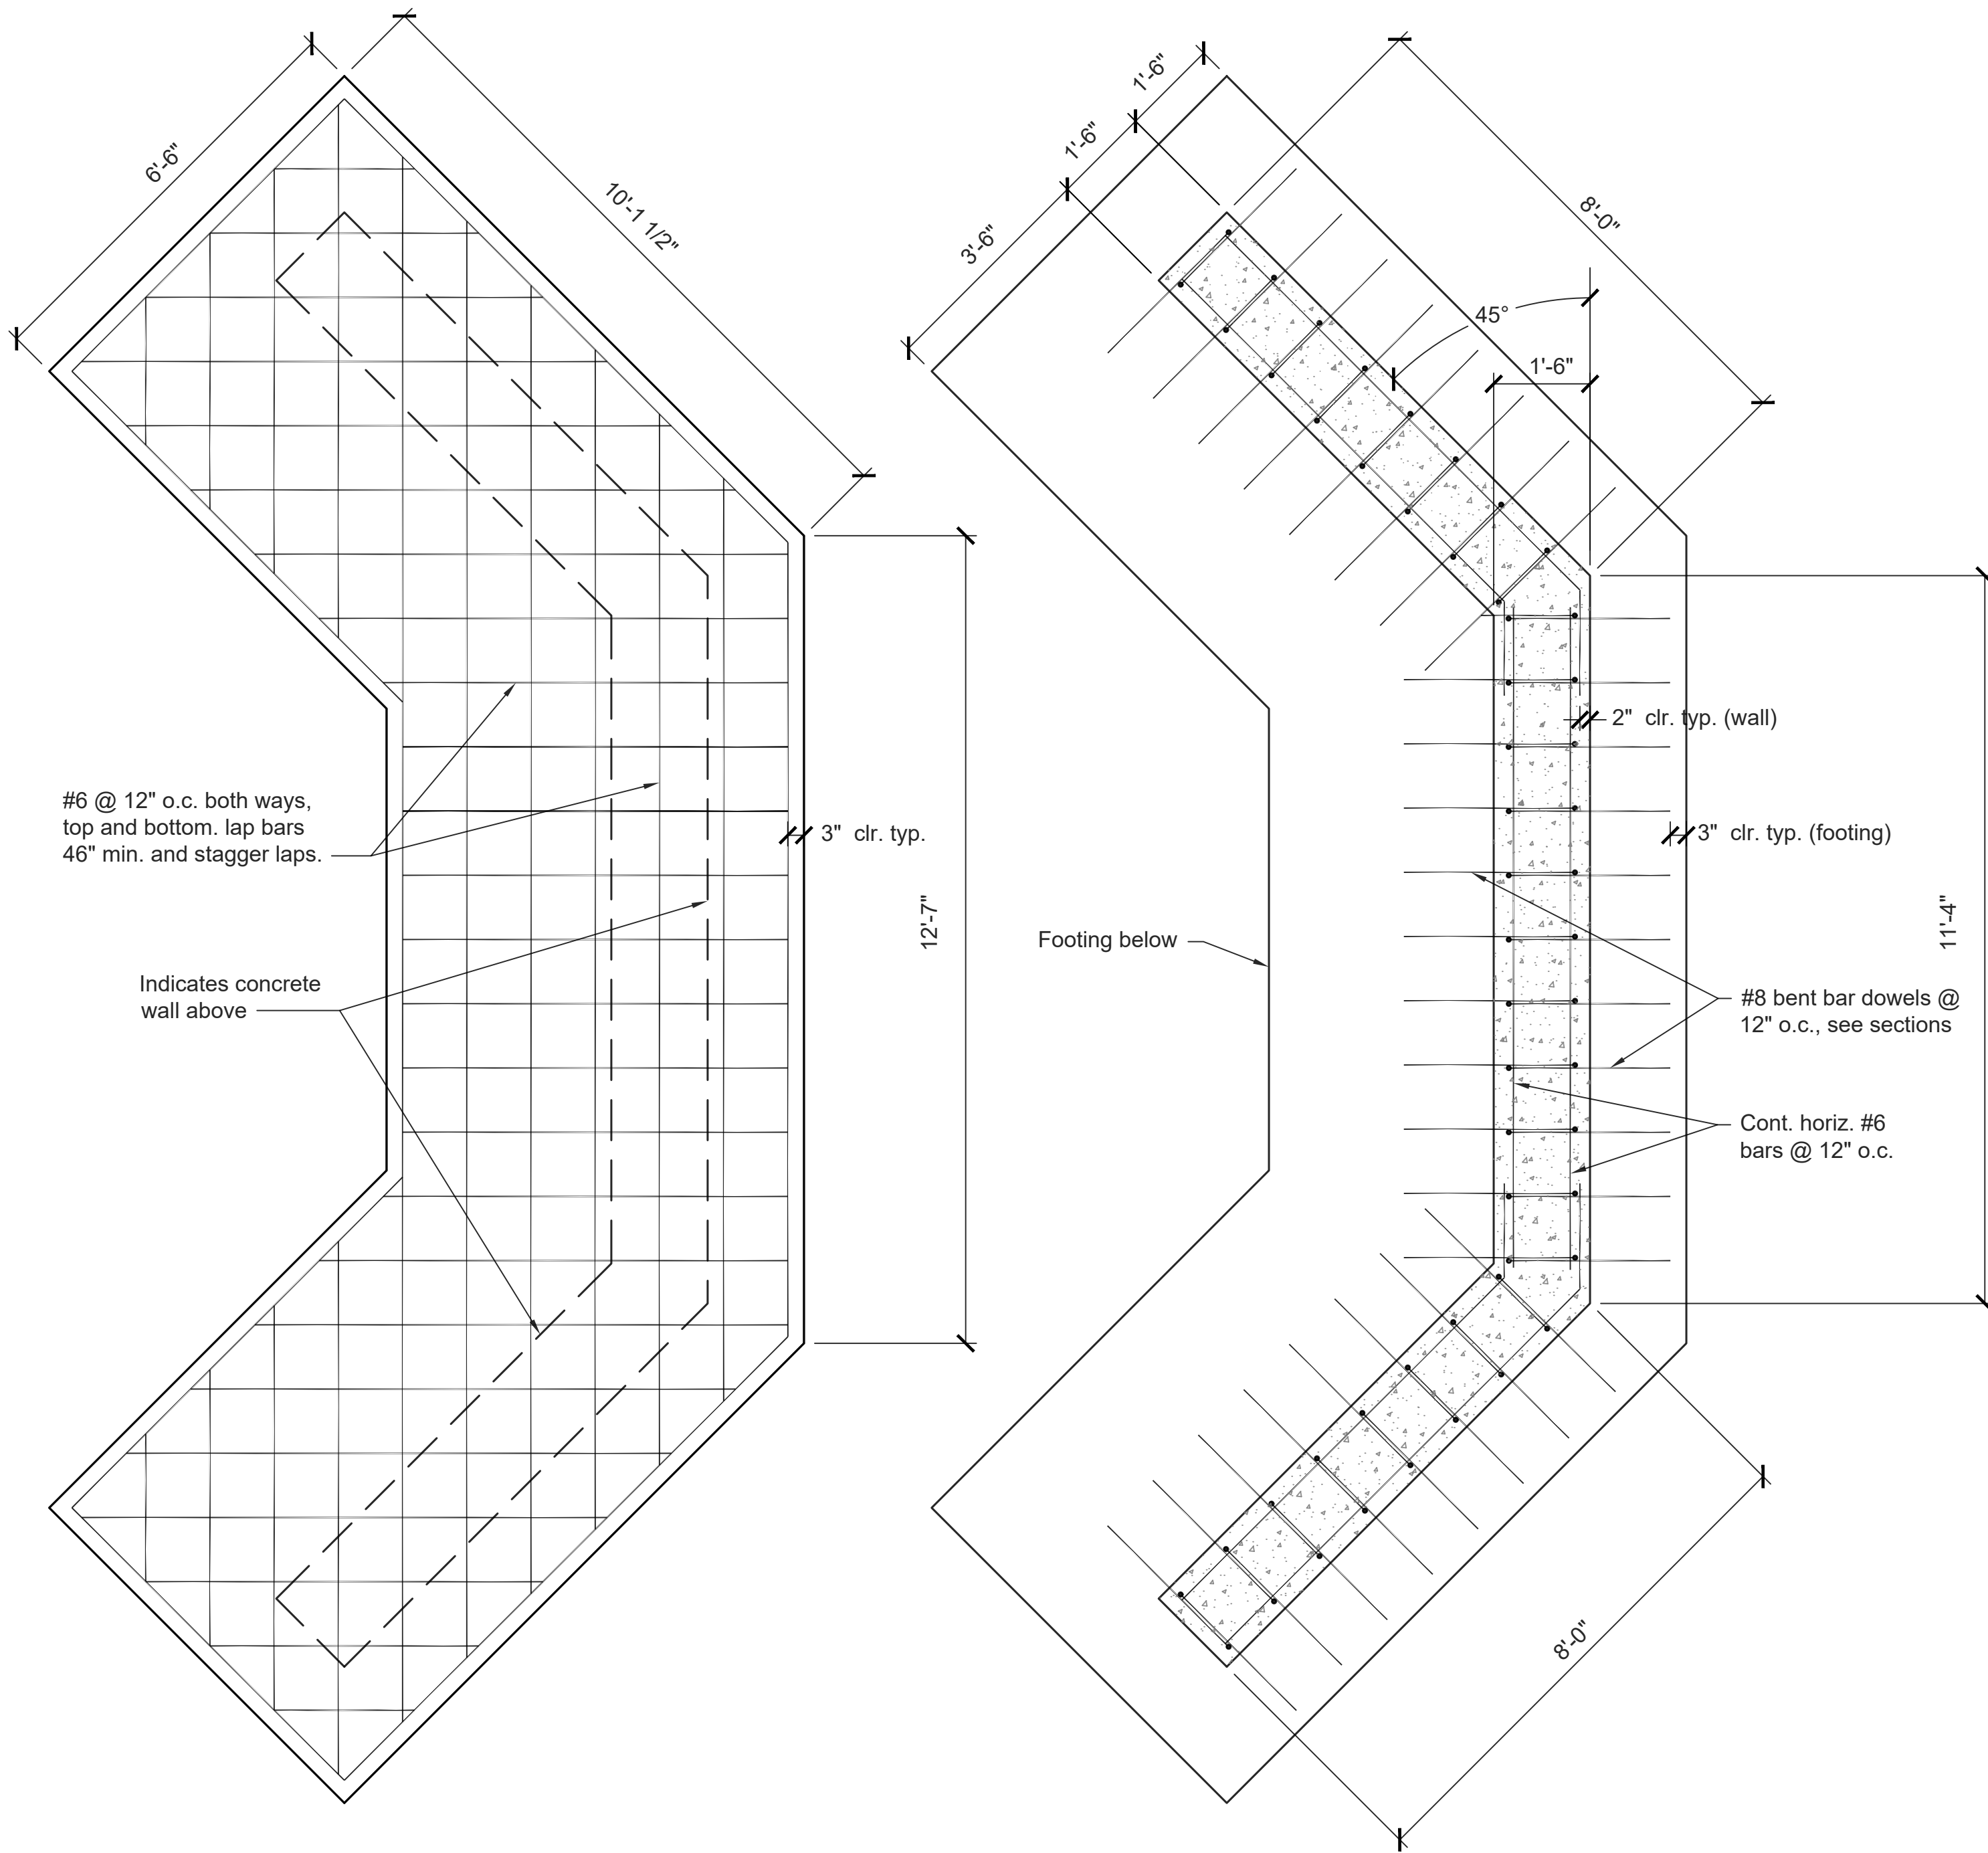 6'-6"
10'-1 1/2"
#6 @ 12" o.c. both ways,
top and bottom. lap bars
46" min. and stagger laps.
3" clr. typ.
12'-7"
Indicates concrete
wall above
1'-6"
1'-6"
3'-6"
8'-0"
45°
1'-6"
2" clr. typ. (wall)
3" clr. typ. (footing)
11'-4"
Footing below
#8 bent bar dowels @
12" o.c., see sections
Cont. horiz. #6
bars @ 12" o.c.
8'-0"